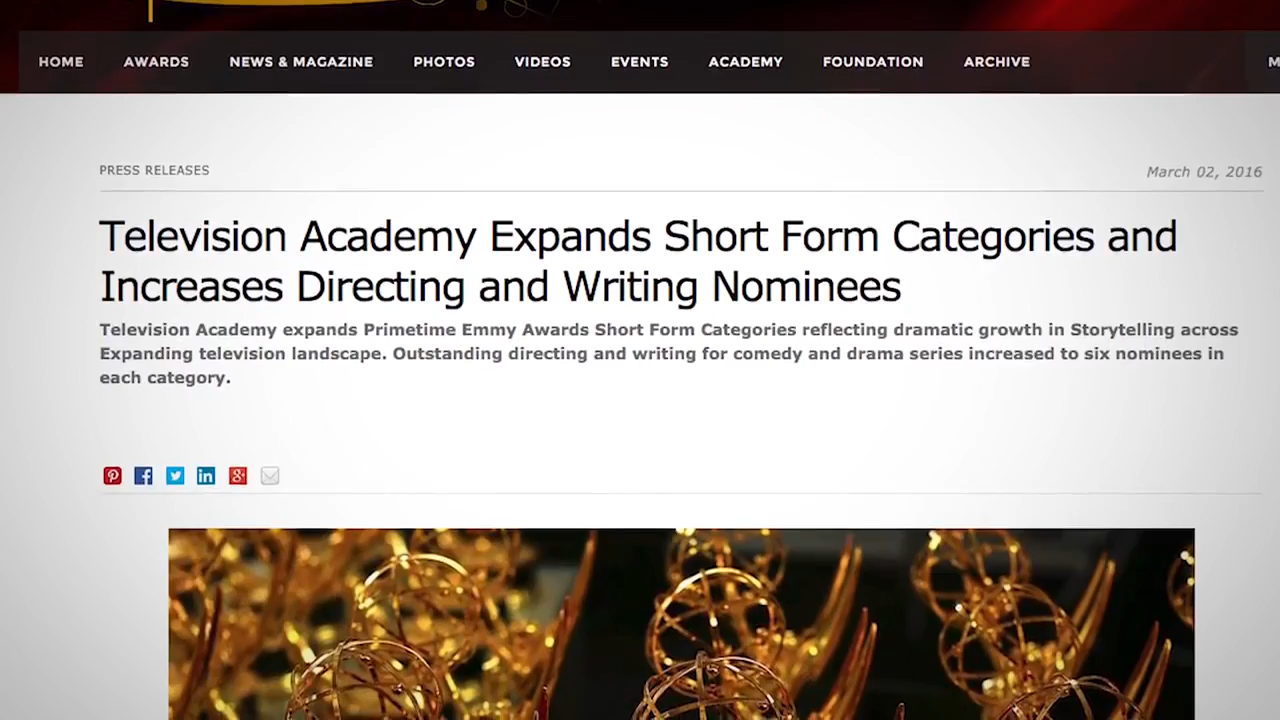 HOME AWARDS NEWS & MAGAZINE PHOTOS VIDEOS EVENTS ACADEMY FOUNDATION ARCHIVE
PRESS RELEASES March 02, 2016
Television Academy Expands Short Form Categories and
Increases Directing and Writing Nominees
Television Academy expands Primetime Emmy Awards Short Form Categories reflecting dramatic growth in Storytelling across
Expanding television landscape. Outstanding directing and writing for comedy and drama series increased to six nominees in
each category.